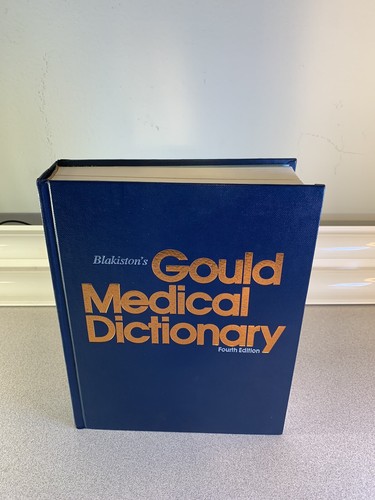 Blakiston's Gould
Medical
Dictionary
Fourth Edition